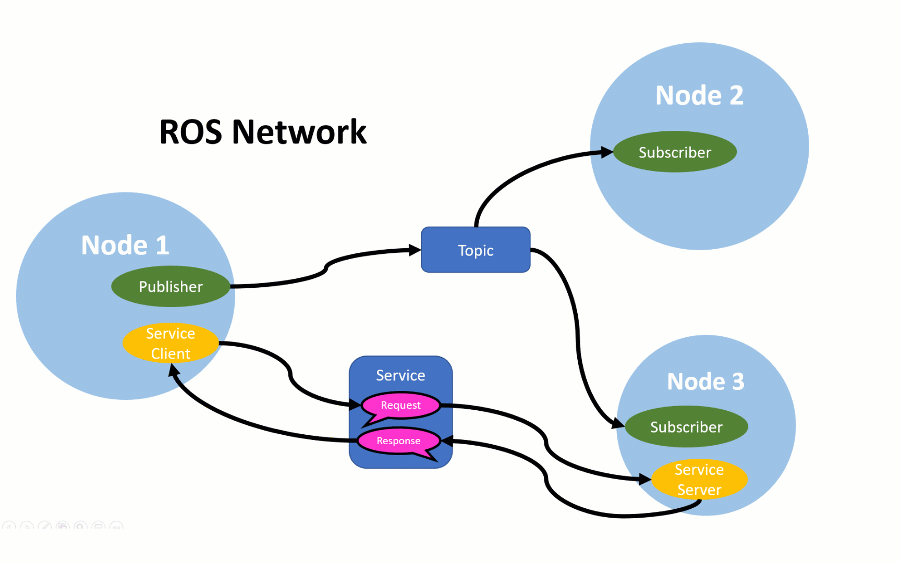 ROS Network
Node 1
Publisher
Service
Client
Topic
Service
Request
Response
Node 2
Subscriber
Node 3
Subscriber
Service
Server